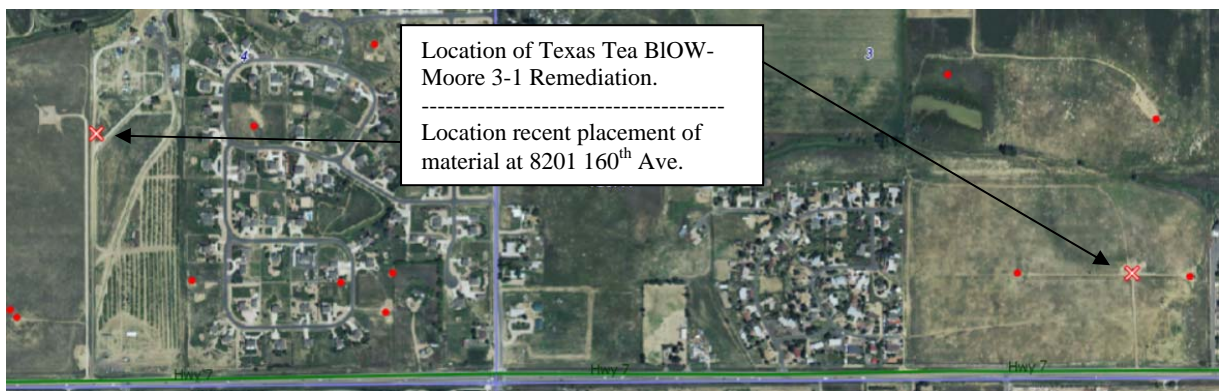 4
3
Location of Texas Tea BlOW-
Moore 3-1 Remediation.
----------------------------------------
Location recent placement of
material at 8201 160th Ave.
Hwy 7
Hwy 7
Hwy 7